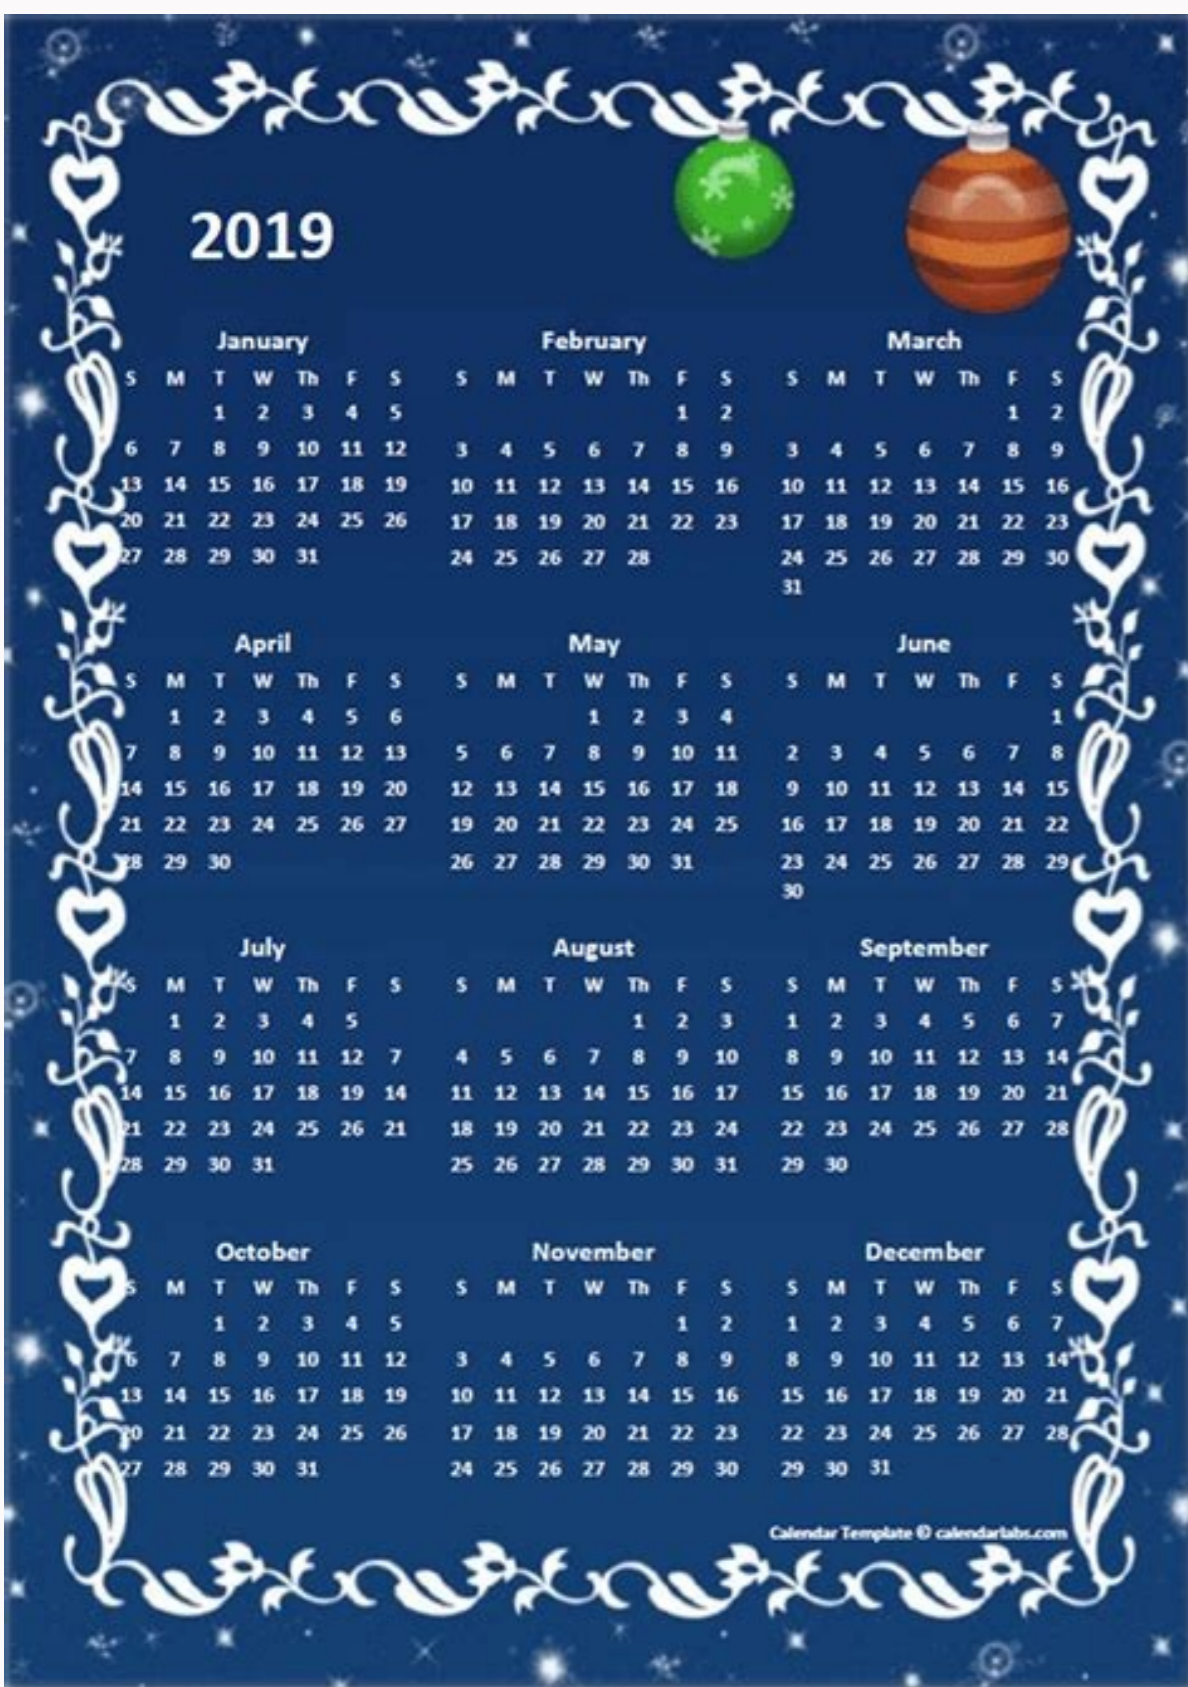 2019
January February March
S M T W Th F S S M T W Th F S S M T W Th F S
1 2 3 4 5 1 2 1 2
6 7 8 9 10 11 12 3 4 5 6 7 8 9 3 4 5 6 7 8 9
13 14 15 16 17 18 19 10 11 12 13 14 15 16 10 11 12 13 14 15 16
20 21 22 23 24 25 26 17 18 19 20 21 22 23 17 18 19 20 21 22 23
27 28 29 30 31 24 25 26 27 28 24 25 26 27 28 29 30
31
April May June
S M T W Th F S S M T W Th F S S M T W Th F S
1 2 3 4 5 6 1 2 3 4 1
7 8 9 10 11 12 13 5 6 7 8 9 10 11 2 3 4 5 6 7 8
14 15 16 17 18 19 20 12 13 14 15 16 17 18 9 10 11 12 13 14 15
21 22 23 24 25 26 27 19 20 21 22 23 24 25 16 17 18 19 20 21 22
28 29 30 26 27 28 29 30 31 23 24 25 26 27 28 29
30
July August September
S M T W Th F S S M T W Th F S S M T W Th F S
1 2 3 4 5 1 2 3 1 2 3 4 5 6 7
7 8 9 10 11 12 7 4 5 6 7 8 9 10 8 9 10 11 12 13 14
14 15 16 17 18 19 14 11 12 13 14 15 16 17 15 16 17 18 19 20 21
21 22 23 24 25 26 21 18 19 20 21 22 23 24 22 23 24 25 26 27 28
28 29 30 31 25 26 27 28 29 30 31 29 30
October November December
S M T W Th F S S M T W Th F S S M T W Th F S
1 2 3 4 5 1 2 1 2 3 4 5 6 7
6 7 8 9 10 11 12 3 4 5 6 7 8 9 8 9 10 11 12 13 14
13 14 15 16 17 18 19 10 11 12 13 14 15 16 15 16 17 18 19 20 21
20 21 22 23 24 25 26 17 18 19 20 21 22 23 22 23 24 25 26 27 28
27 28 29 30 31 24 25 26 27 28 29 30 29 30 31
Calendar Template © calendarlabs.com